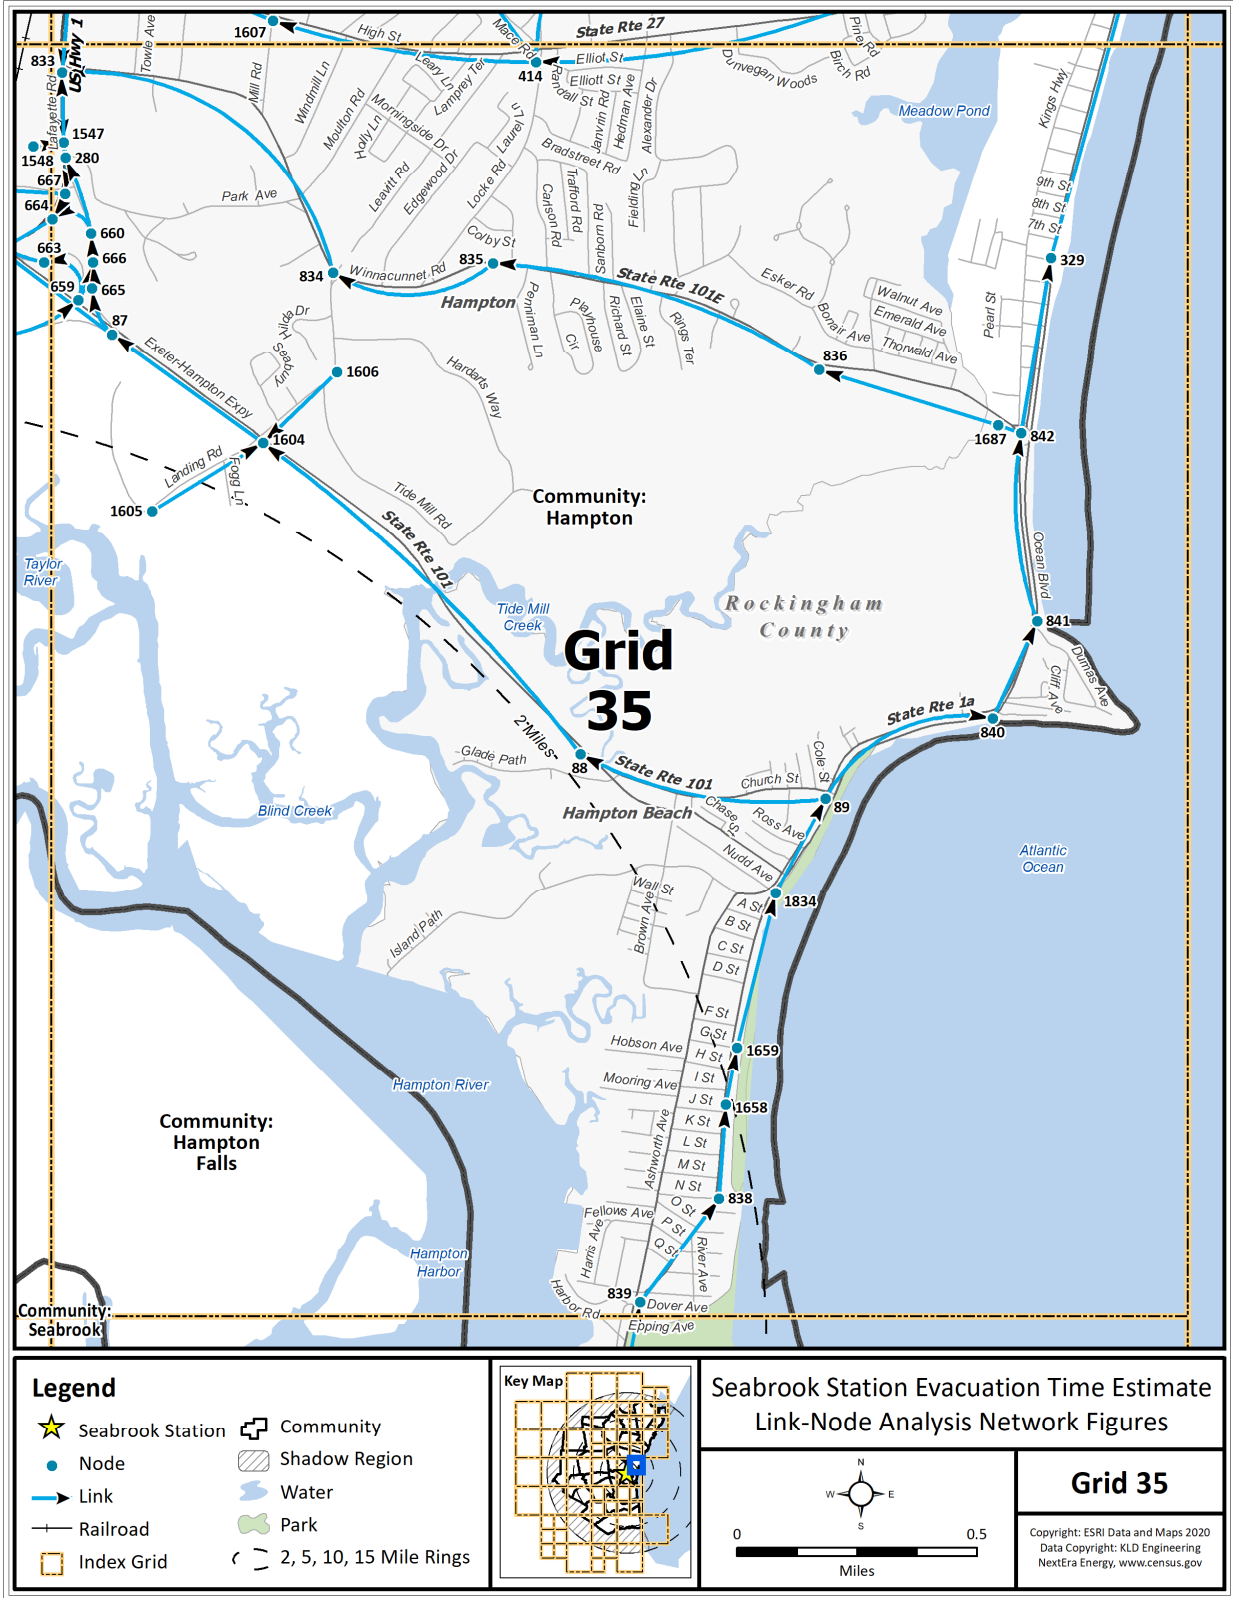 1607
High St
Mace Rd
State Rte 27
Pine Rd
Birch Rd
Dunvegan Woods
US Hwy 1
Towle Ave
833
Mill Rd
Windmill Ln
Leary Ln
Lamprey Ter
414
Elliot St
Elliott St
Randall St
Janvrin Rd
Hedman Ave
Alexander Dr
Kings Hwy
Meadow Pond
Lafayette Rd
Moulton Rd
Holly Ln
Morningside Dr
Laurel Ln
1547
1548
280
Bradstreet Rd
Leavitt Rd
Edgewood Dr
Locke Rd
667
Park Ave
Carlson Rd
Trafford Rd
Sanborn Rd
Fielding Ln
9th St
8th St
7th St
664
660
663
666
Colby St
659
665
834
Winnacunnet Rd
835
State Rte 101E
Esker Rd
329
Hampton
Walnut Ave
Emerald Ave
Bonair Ave
Thorwald Ave
Pearl St
87
Hilda Dr
Seabury
Perriman Ln
Playhouse Cir
Richard St
Elaine St
Rings Ter
836
Exeter-Hampton Expy
1606
Hardarts Way
1604
1687
842
Landing Rd
Fogg Ln
1605
Tide Mill Rd
Community:
Hampton
State Rte 101
Ocean Blvd
Taylor
River
Tide Mill
Creek
Rockingham
County
841
Grid
35
Dumas Ave
Cliff Ave
State Rte 1a
840
2 Miles
Glade Path
88
State Rte 101
Church St
Cole St
89
Hampton Beach
Chase St
Ross Ave
Blind Creek
Nudd Ave
Atlantic
Ocean
Wall St
Brown Ave
1834
A St
B St
C St
D St
Island Path
F St
G St
Hobson Ave
H St
1659
I St
Mooring Ave
J St
1658
K St
L St
M St
N St
Ashworth Ave
Hampton River
Community:
Hampton
Falls
838
O St
Fellows Ave
P St
Q St
Harris Ave
River Ave
Hampton
Harbor
Harbor Rd
839
Dover Ave
Epping Ave
Community:
Seabrook
Legend
Seabrook Station
Node
Link
Railroad
Index Grid
Community
Shadow Region
Water
Park
2, 5, 10, 15 Mile Rings
Key Map
Seabrook Station Evacuation Time Estimate
Link-Node Analysis Network Figures
N
W
E
S
0
0.5
Miles
Grid 35
Copyright: ESRI Data and Maps 2020
Data Copyright: KLD Engineering
NextEra Energy, www.census.gov